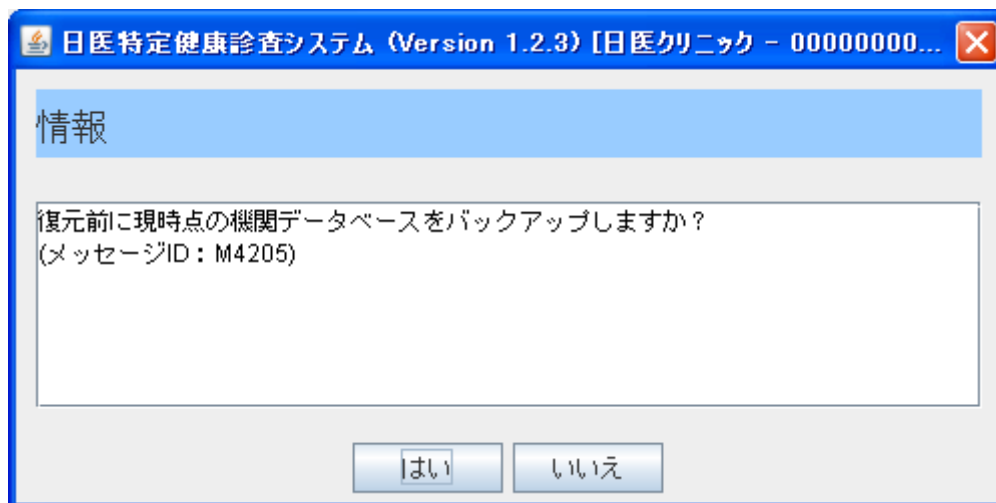 日医特定健康診査システム (Version 1.2.3) [日医クリニック - 00000000...
情報
復元前に現時点の機関データベースをバックアップしますか？
(メッセージID：M4205)
はい
いいえ